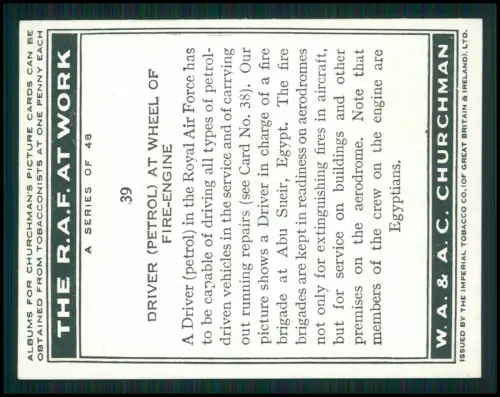 ALBUMS FOR CHURCHMAN'S PICTURE CARDS CAN BE
OBTAINED FROM TOBACCONISTS AT ONE PENNY EACH
THE R.A.F. AT WORK
A SERIES OF 48
39
DRIVER (PETROL) AT WHEEL OF
FIRE-ENGINE
A Driver (petrol) in the Royal Air Force has
to be capable of driving all types of petrol-
driven vehicles in the service and of carrying
out running repairs (see Card No. 38). Our
picture shows a Driver in charge of a fire
brigade at Abu Sueir, Egypt. The fire
brigades are kept in readiness on aerodromes
not only for extinguishing fires in aircraft,
but for service on buildings and other
premises on the aerodrome. Note that
members of the crew on the engine are
Egyptians.
W. A. & A. C. CHURCHMAN
ISSUED BY THE IMPERIAL TOBACCO CO. (OF GREAT BRITAIN & IRELAND), LTD.